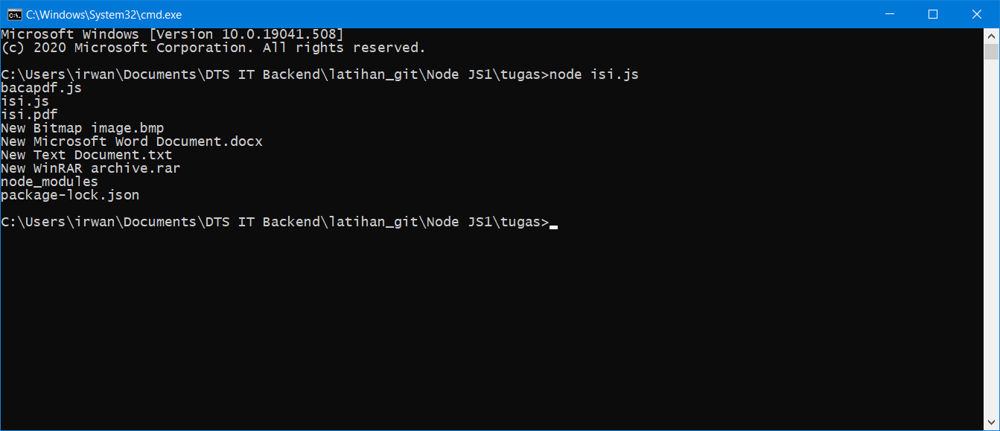 C:\Windows\System32\cmd.exe
Microsoft Windows [Version 10.0.19041.508]
(c) 2020 Microsoft Corporation. All rights reserved.
C:\Users\irwan\Documents\DTS IT Backend\latihan_git\Node JS1\tugas>node isi.js
bacapdf.js
isi.js
isi.pdf
New Bitmap image.bmp
New Microsoft Word Document.docx
New Text Document.txt
New WinRAR archive.rar
node_modules
package-lock.json
C:\Users\irwan\Documents\DTS IT Backend\latihan_git\Node JS1\tugas>